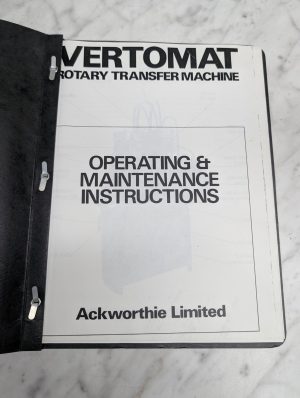 VERTOMAT
ROTARY TRANSFER MACHINE
OPERATING &
MAINTENANCE
INSTRUCTIONS
Ackworthie Limited